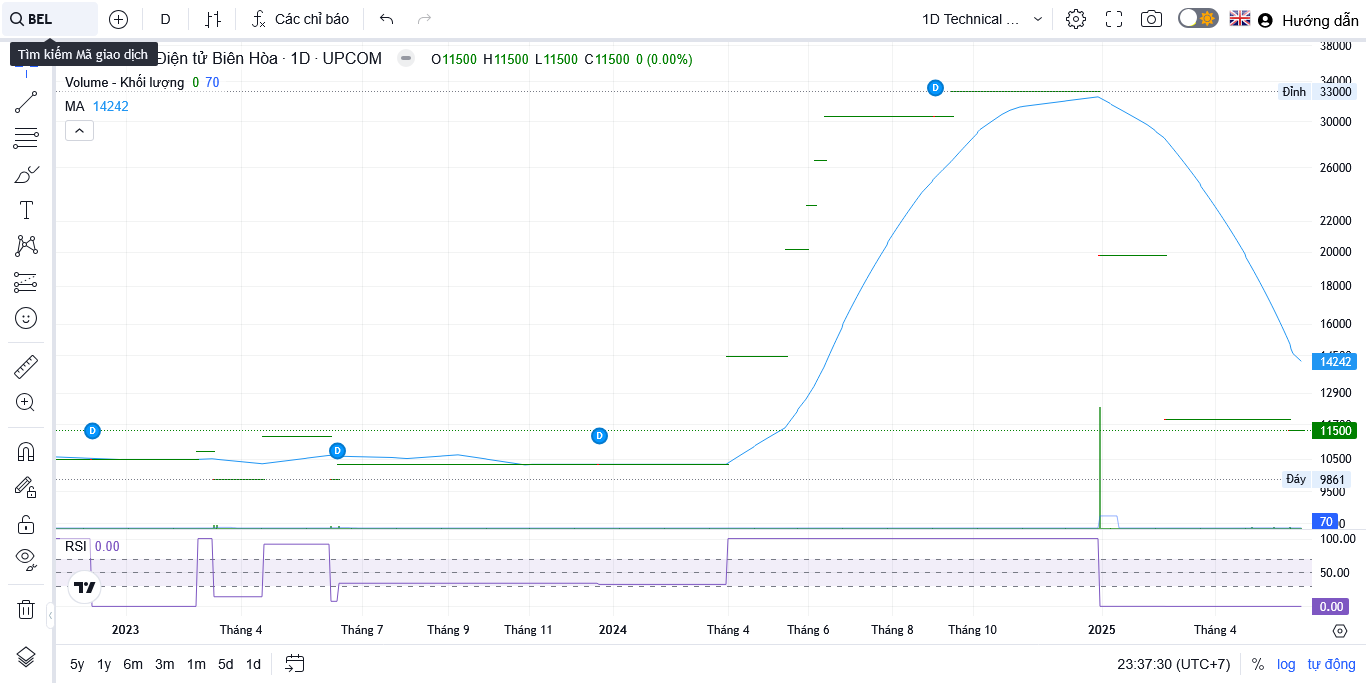 BEL
D
Các chỉ báo
1D Technical ...
Hướng dẫn
Tìm kiếm Mã giao dịch
Điện tử Biên Hòa · 1D · UPCOM
O11500 H11500 L11500 C11500 0 (0.00%)
Volume - Khối lượng 0 70
MA 14242
38000
34000
Đỉnh 33000
30000
26000
22000
20000
18000
16000
14242
12900
11500
10500
Đáy 9861
9500
70
D
D
D
D
RSI 0.00
100.00
50.00
0.00
2023
Tháng 4
Tháng 7
Tháng 9
Tháng 11
2024
Tháng 4
Tháng 6
Tháng 8
Tháng 10
2025
Tháng 4
5y 1y 6m 3m 1m 5d 1d
23:37:30 (UTC+7)
%
log
tự động